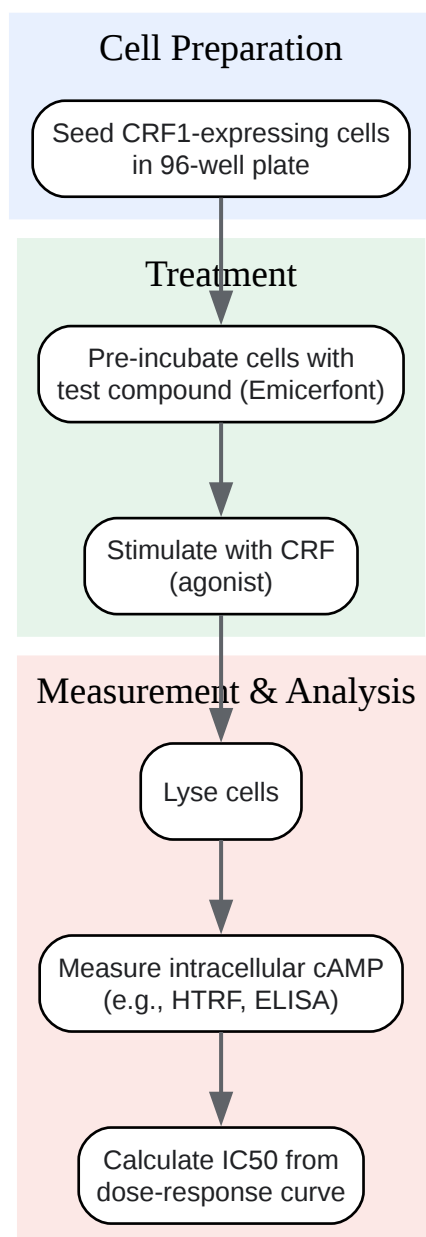 Cell Preparation
Seed CRF1-expressing cells
in 96-well plate
Treatment
Pre-incubate cells with
test compound (Emicerfont)
Stimulate with CRF
(agonist)
Measurement & Analysis
Lyse cells
Measure intracellular cAMP
(e.g., HTRF, ELISA)
Calculate IC50 from
dose-response curve